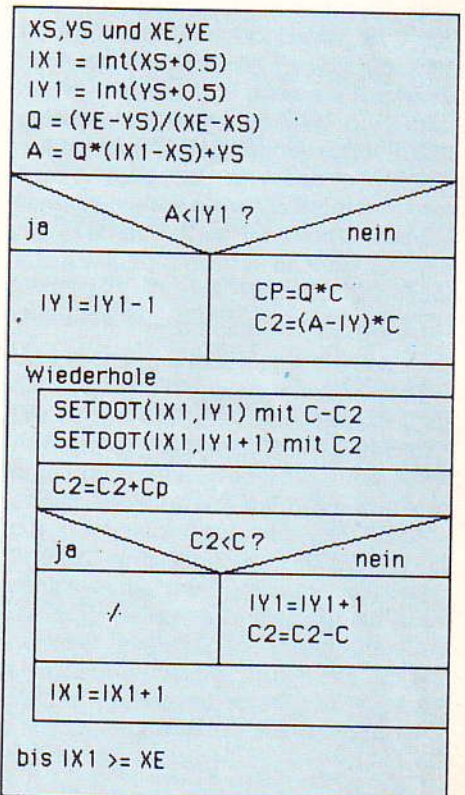 XS,YS und XE,YE
IX1 = Int(XS+0.5)
IY1 = Int(YS+0.5)
Q = (YE-YS)/(XE-XS)
A = Q*(IX1-XS)+YS
A<IY1 ?
ja
nein
IY1=IY1-1
CP=Q*C
C2=(A-IY)*C
Wiederhole
SETDOT(IX1,IY1) mit C-C2
SETDOT(IX1,IY1+1) mit C2
C2=C2+Cp
C2<C?
ja
nein
/
IY1=IY1+1
C2=C2-C
IX1=IX1+1
bis IX1 >= XE